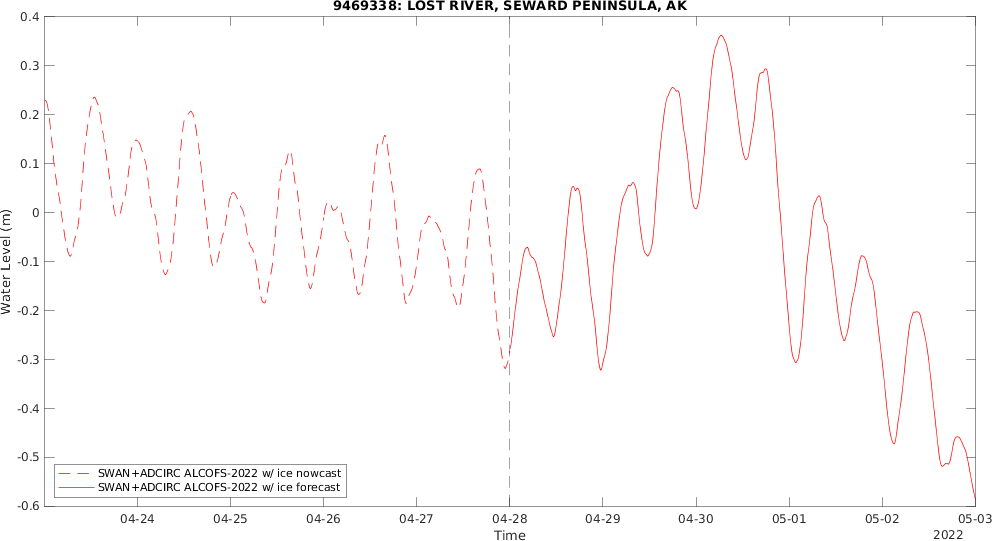 9469338: LOST RIVER, SEWARD PENINSULA, AK
0.4
0.3
0.2
0.1
0
-0.1
-0.2
-0.3
-0.4
-0.5
-0.6
Water Level (m)
SWAN+ADCIRC ALCOFS-2022 w/ ice nowcast
SWAN+ADCIRC ALCOFS-2022 w/ ice forecast
04-24 04-25 04-26 04-27 04-28 04-29 04-30 05-01 05-02 05-03
Time
2022